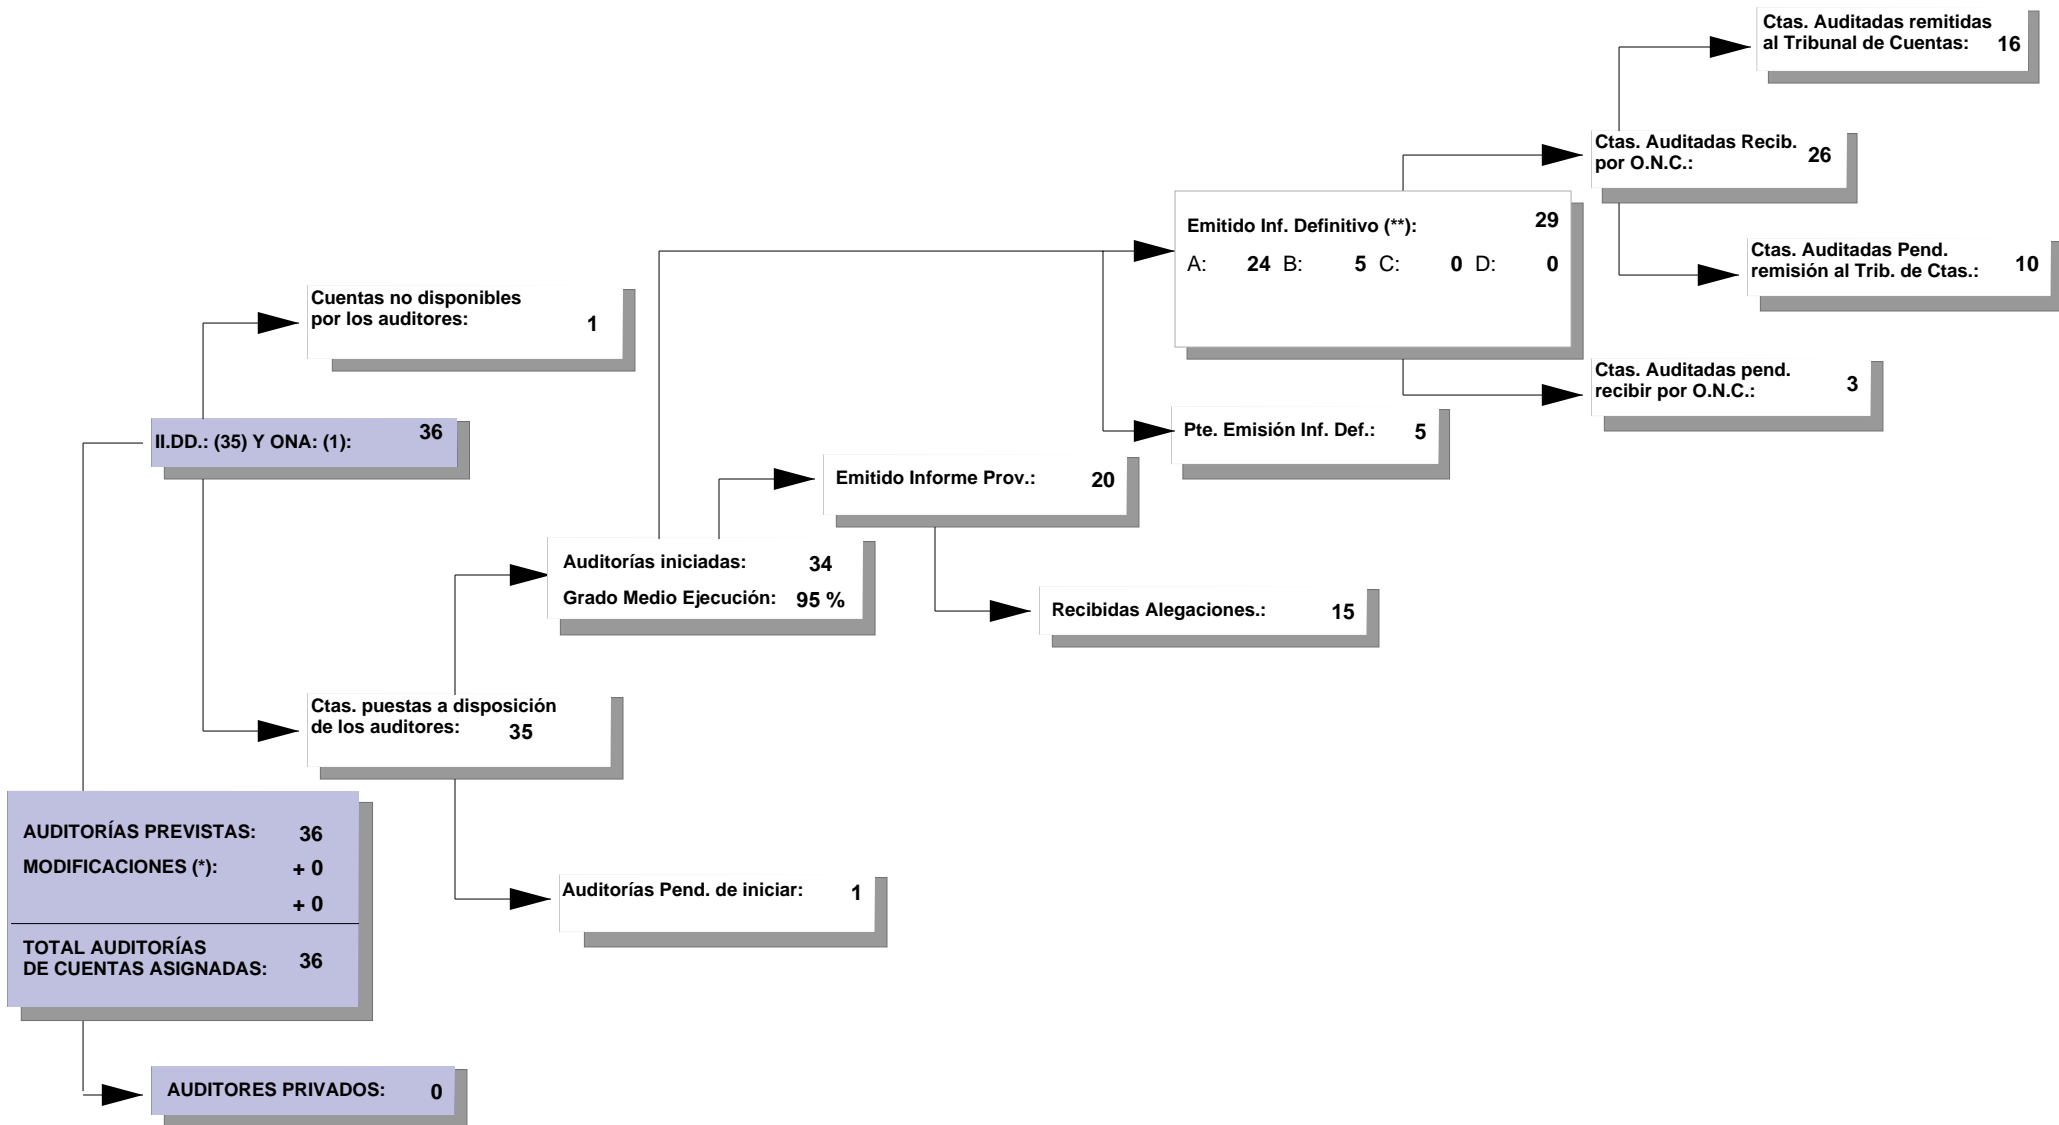 Ctas. Auditadas remitidas
al Tribunal de Cuentas: 16
Ctas. Auditadas Recib.
por O.N.C.: 26
Emitido Inf. Definitivo (**): 29
A: 24 B: 5 C: 0 D: 0
Ctas. Auditadas Pend.
remisión al Trib. de Ctas.: 10
Cuentas no disponibles
por los auditores: 1
Ctas. Auditadas pend.
recibir por O.N.C.: 3
II.DD.: (35) Y ONA: (1): 36
Pte. Emisión Inf. Def.: 5
Emitido Informe Prov.: 20
Auditorías iniciadas: 34
Grado Medio Ejecución: 95 %
Recibidas Alegaciones.: 15
Ctas. puestas a disposición
de los auditores: 35
AUDITORÍAS PREVISTAS: 36
MODIFICACIONES (*): + 0
+ 0
TOTAL AUDITORÍAS
DE CUENTAS ASIGNADAS: 36
Auditorías Pend. de iniciar: 1
AUDITORES PRIVADOS: 0